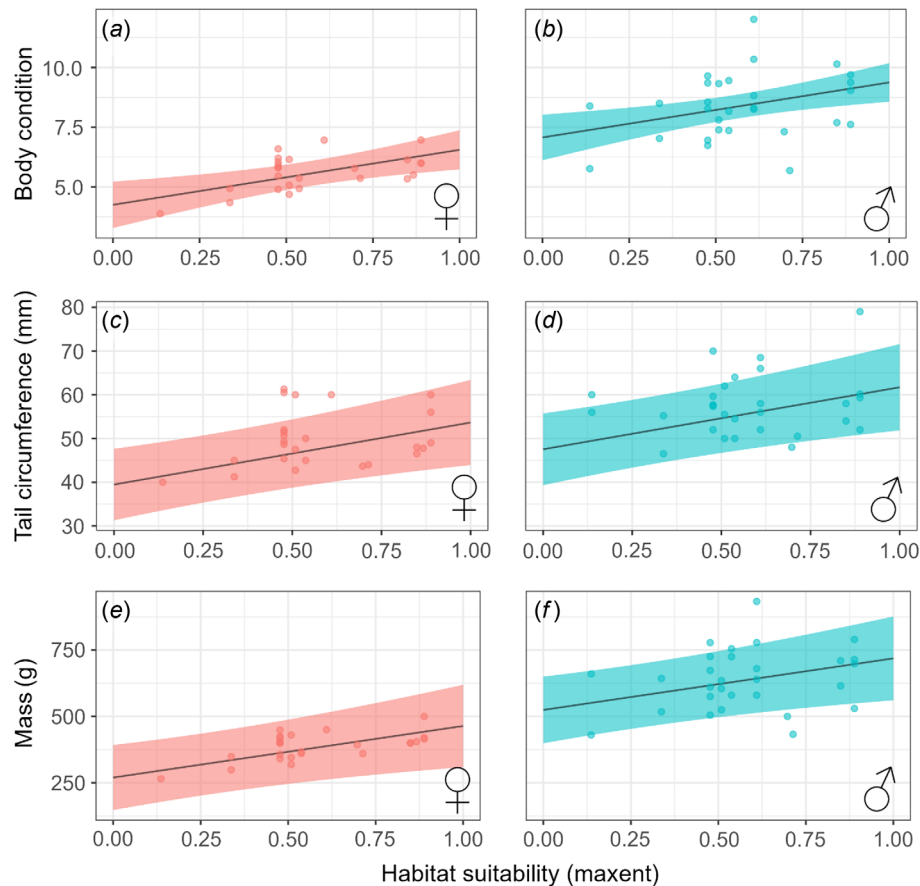 (a) (b)
Body condition
10.0
7.5
5.0
0.00 0.25 0.50 0.75 1.00 0.00 0.25 0.50 0.75 1.00
(c) (d)
Tail circumference (mm)
80
70
60
50
40
30
0.00 0.25 0.50 0.75 1.00 0.00 0.25 0.50 0.75 1.00
(e) (f)
Mass (g)
750
500
250
0.00 0.25 0.50 0.75 1.00 0.00 0.25 0.50 0.75 1.00
Habitat suitability (maxent)